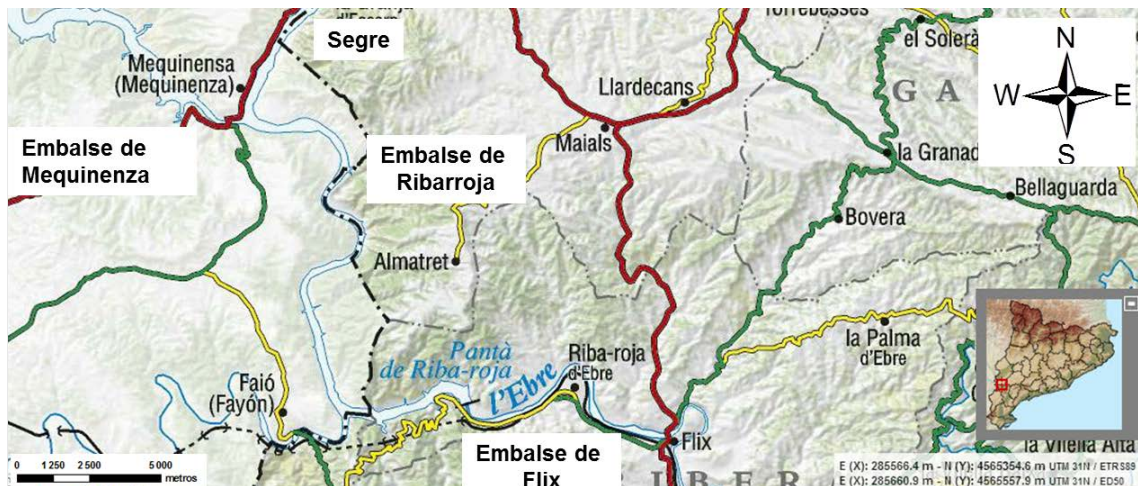 d'Escarp
Segre
Torrebesses
el Solerà
N
W
E
S
Mequinensa
(Mequinenza)
Llardecans
G A
Maials
Embalse de
Mequinenza
Embalse de
Ribarroja
la Granad
Bellaguarda
Bovera
Almatret
la Palma
d'Ebre
Pantà
de Riba-roja
l'Ebre
Riba-roja
d'Ebre
Faió
(Fayón)
Flix
Embalse de
Flix
I B E R
la Vilella Alta
0 1 250 2 500 5 000
metros
E (X): 285566.4 m - N (Y): 4565354.6 m UTM 31N / ETRS89
E (X): 285660.9 m - N (Y): 4565557.9 m UTM 31N / ED50